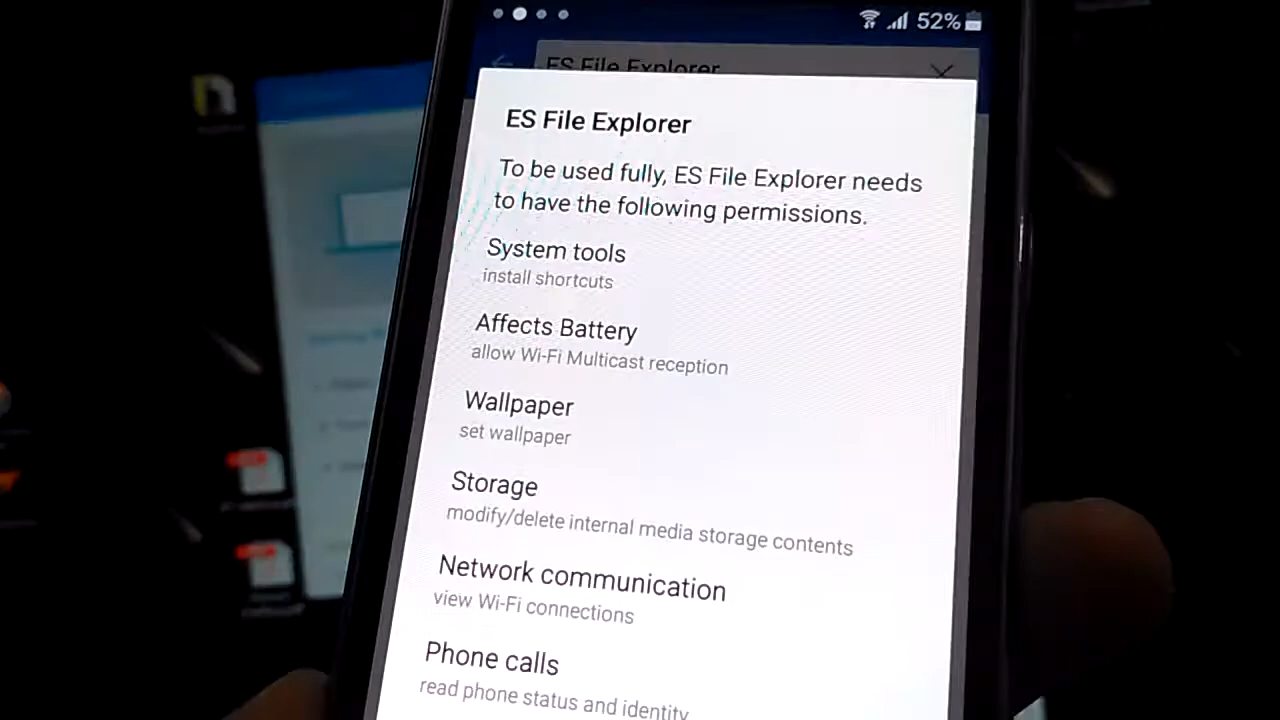 52%
ES File Explorer
ES File Explorer
To be used fully, ES File Explorer needs
to have the following permissions.
System tools
install shortcuts
Affects Battery
allow Wi-Fi Multicast reception
Wallpaper
set wallpaper
Storage
modify/delete internal media storage contents
Network communication
view Wi-Fi connections
Phone calls
read phone status and identity